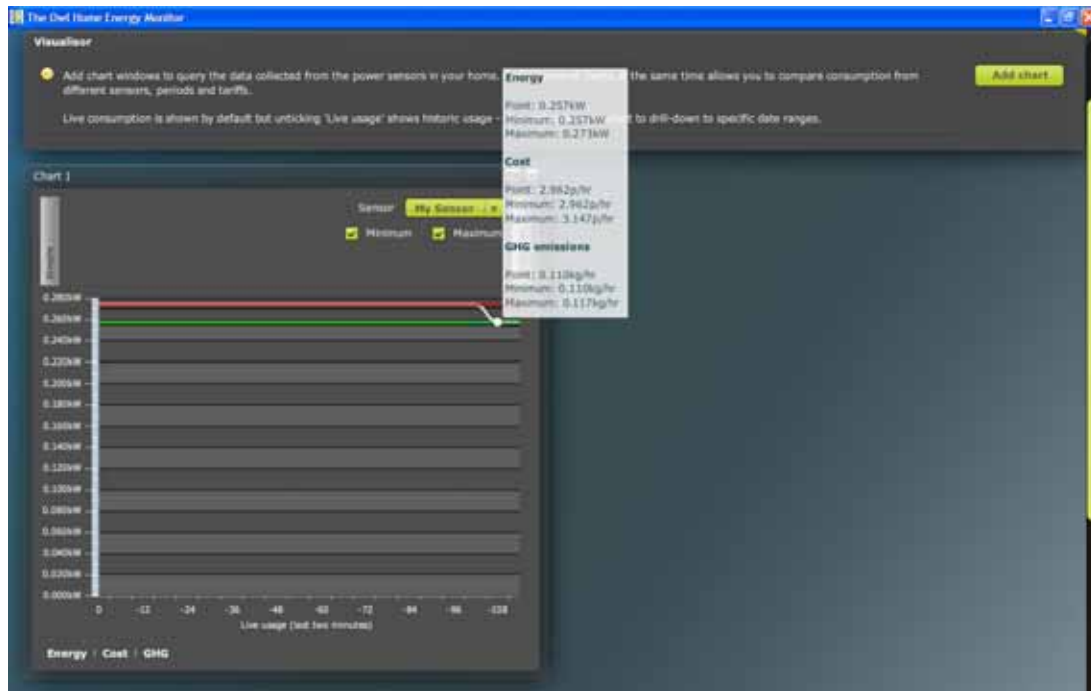 The Owl Home Energy Monitor
Visualisor
Add chart windows to query the data collected from the power sensors in your home.
the same time allows you to compare consumption from
different sensors, periods and tariffs.
Add chart
Live consumption is shown by default but unticking 'Live usage' shows historic usage -
to drill-down to specific date ranges.
Energy
Point: 0.257kW
Minimum: 0.257kW
Maximum: 0.273kW
Cost
Point: 2.962p/hr
Minimum: 2.962p/hr
Maximum: 3.147p/hr
GHG emissions
Point: 0.110kg/hr
Minimum: 0.110kg/hr
Maximum: 0.117kg/hr
Chart 1
Sensor My Sensor
Minimum Maximum
0.280kW
0.260kW
0.240kW
0.220kW
0.200kW
0.180kW
0.160kW
0.140kW
0.120kW
0.100kW
0.080kW
0.060kW
0.040kW
0.020kW
0.000kW
0 -12 -24 -36 -48 -60 -72 -84 -96 -108
Live usage (last two minutes)
Energy / Cost / GHG